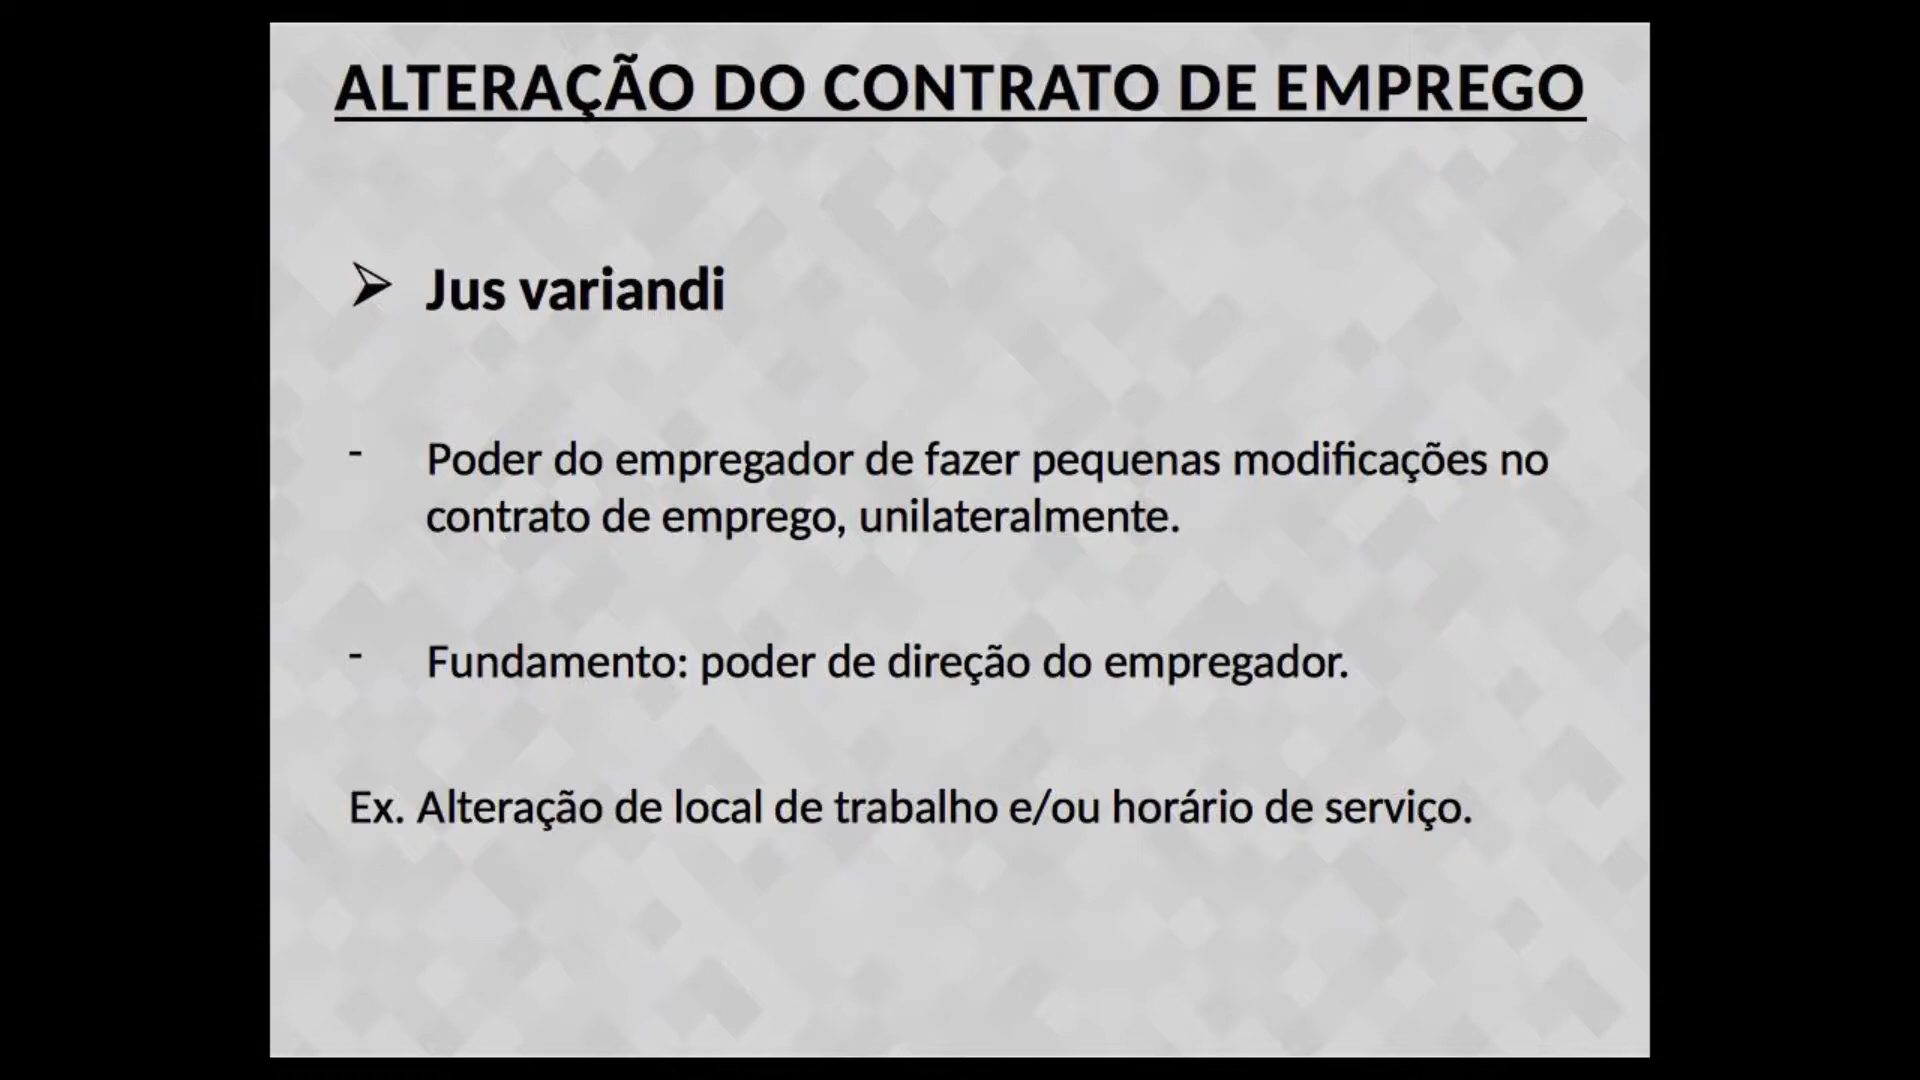 ALTERAÇÃO DO CONTRATO DE EMPREGO
➢ Jus variandi
- Poder do empregador de fazer pequenas modificações no
contrato de emprego, unilateralmente.
- Fundamento: poder de direção do empregador.
Ex. Alteração de local de trabalho e/ou horário de serviço.